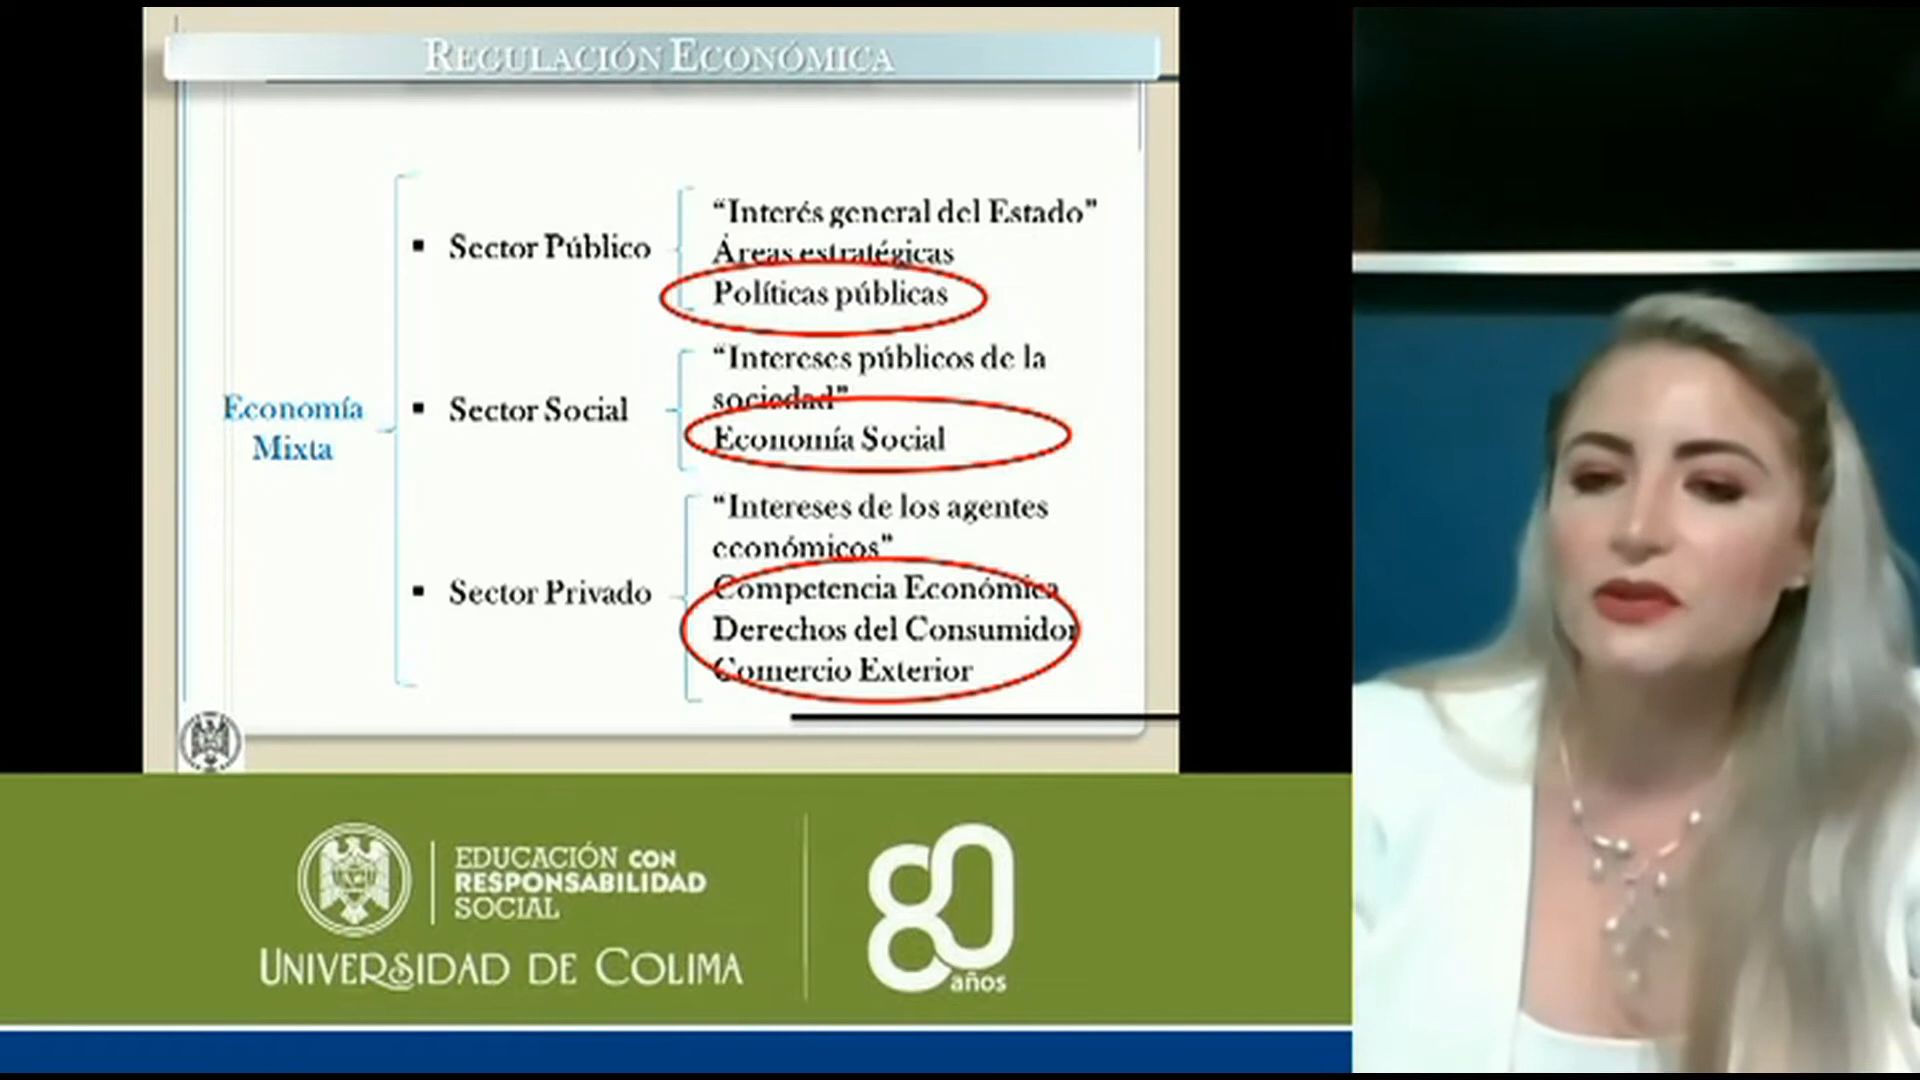 REGULACIÓN ECONÓMICA
Economía
Mixta
▪ Sector Público
“Interés general del Estado”
Áreas estratégicas
Políticas públicas
▪ Sector Social
“Intereses públicos de la
sociedad”
Economía Social
▪ Sector Privado
“Intereses de los agentes
económicos”
Competencia Económica
Derechos del Consumidor
Comercio Exterior
EDUCACIÓN CON
RESPONSABILIDAD
SOCIAL
UNIVERSIDAD DE COLIMA
80
años